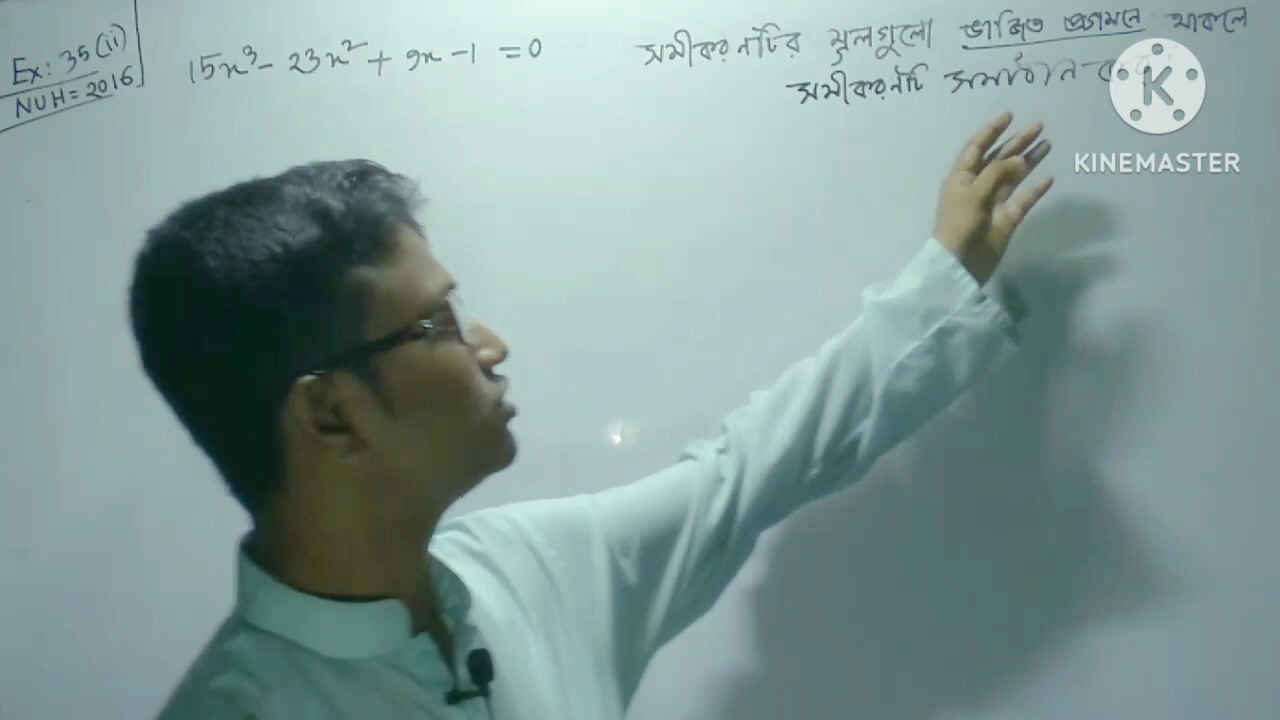 Ex: 35 (ii)
NUH = 2016
15x³ - 23x² + 9x - 1 = 0
সমীকরণটির মূলগুলো ভাজিত প্রগমনে থাকলে
সমীকরণটি সমাধান কর
K
KINEMASTER